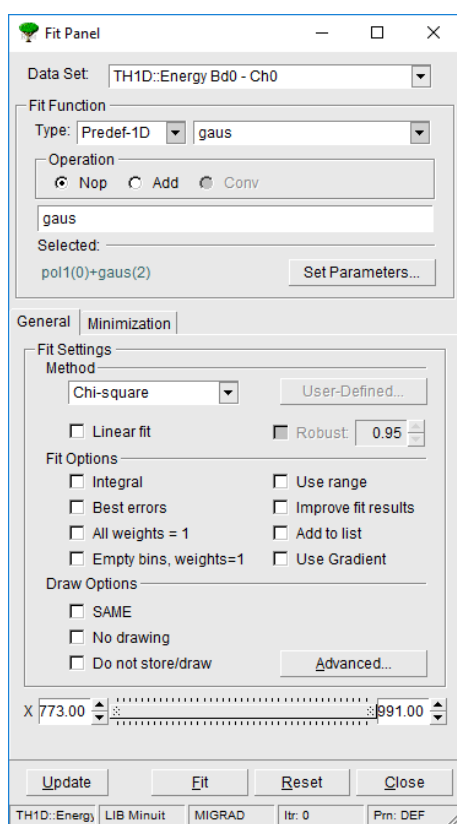 Fit Panel
Data Set: TH1D::Energy Bd0 - Ch0
Fit Function
Type: Predef-1D gaus
Operation
Nop Add Conv
gaus
Selected:
pol1(0)+gaus(2) Set Parameters...
General Minimization
Fit Settings
Method
Chi-square User-Defined...
Linear fit Robust: 0.95
Fit Options
Integral Use range
Best errors Improve fit results
All weights = 1 Add to list
Empty bins, weights=1 Use Gradient
Draw Options
SAME
No drawing
Do not store/draw Advanced...
X 773.00 991.00
Update Fit Reset Close
TH1D::Energy LIB Minuit MIGRAD Itr: 0 Prn: DEF